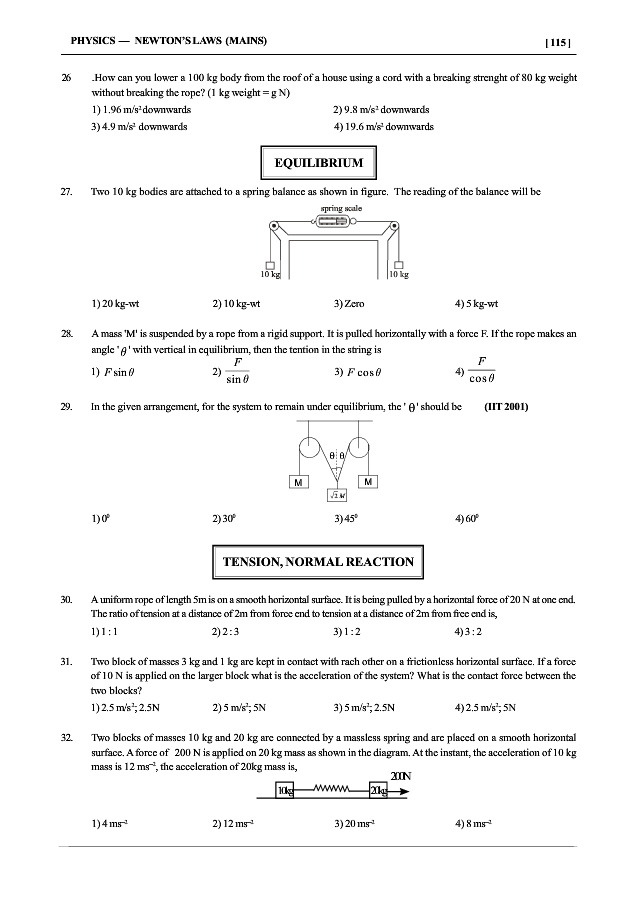 PHYSICS — NEWTON'S LAWS (MAINS) [ 115 ]
26 .How can you lower a 100 kg body from the roof of a house using a cord with a breaking strenght of 80 kg weight
without breaking the rope? (1 kg weight = g N)
1) 1.96 m/s² downwards 2) 9.8 m/s² downwards
3) 4.9 m/s² downwards 4) 19.6 m/s² downwards
EQUILIBRIUM
27. Two 10 kg bodies are attached to a spring balance as shown in figure. The reading of the balance will be
spring scale
10 kg 10 kg
1) 20 kg-wt 2) 10 kg-wt 3) Zero 4) 5 kg-wt
28. A mass 'M' is suspended by a rope from a rigid support. It is pulled horizontally with a force F. If the rope makes an
angle 'θ' with vertical in equilibrium, then the tention in the string is
1) F sin θ 2) F / sin θ 3) F cos θ 4) F / cos θ
29. In the given arrangement, for the system to remain under equilibrium, the 'θ' should be (IIT 2001)
θ θ
M M
√2 M
1) 0⁰ 2) 30⁰ 3) 45⁰ 4) 60⁰
TENSION, NORMAL REACTION
30. A uniform rope of length 5m is on a smooth horizontal surface. It is being pulled by a horizontal force of 20 N at one end.
The ratio of tension at a distance of 2m from force end to tension at a distance of 2m from free end is,
1) 1 : 1 2) 2 : 3 3) 1 : 2 4) 3 : 2
31. Two block of masses 3 kg and 1 kg are kept in contact with rach other on a frictionless horizontal surface. If a force
of 10 N is applied on the larger block what is the acceleration of the system? What is the contact force between the
two blocks?
1) 2.5 m/s²; 2.5N 2) 5 m/s²; 5N 3) 5 m/s²; 2.5N 4) 2.5 m/s²; 5N
32. Two blocks of masses 10 kg and 20 kg are connected by a massless spring and are placed on a smooth horizontal
surface. A force of 200 N is applied on 20 kg mass as shown in the diagram. At the instant, the acceleration of 10 kg
mass is 12 ms⁻², the acceleration of 20kg mass is,
200N
10kg 20kg
1) 4 ms⁻² 2) 12 ms⁻² 3) 20 ms⁻² 4) 8 ms⁻²